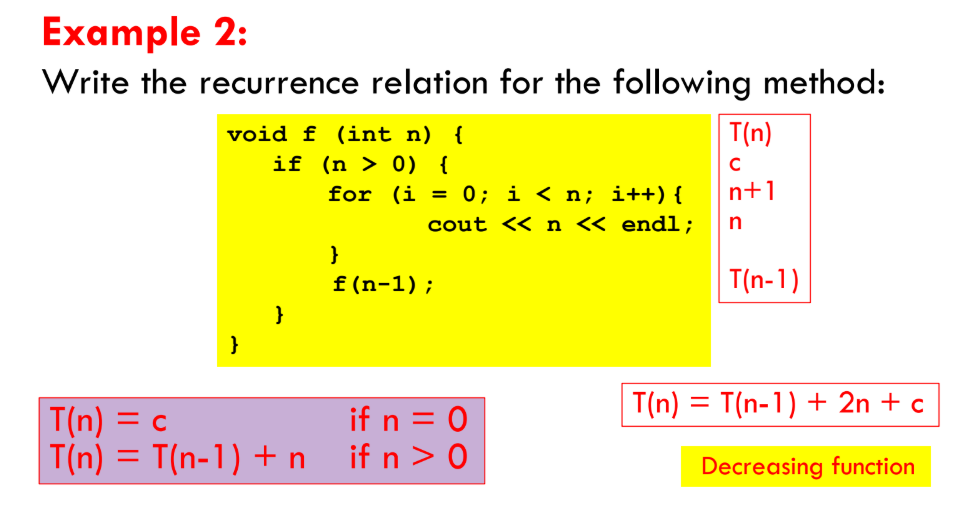 Example 2:
Write the recurrence relation for the following method:
void f (int n) {
if (n > 0) {
for (i = 0; i < n; i++){
cout << n << endl;
}
f(n-1);
}
}
T(n)
c
n+1
n
T(n-1)
T(n) = c if n = 0
T(n) = T(n-1) + n if n > 0
T(n) = T(n-1) + 2n + c
Decreasing function